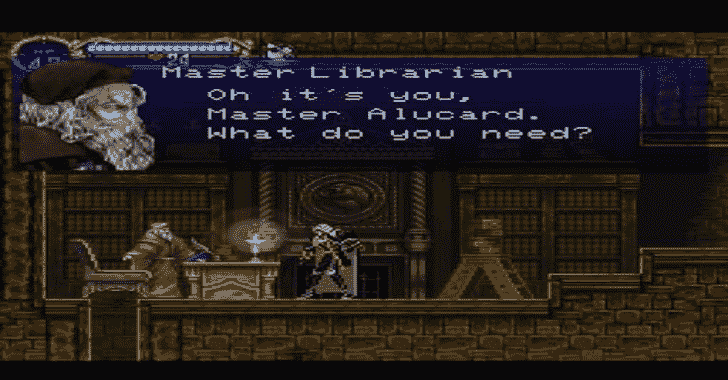 Master Librarian
Oh it's you,
Master Alucard.
What do you need?